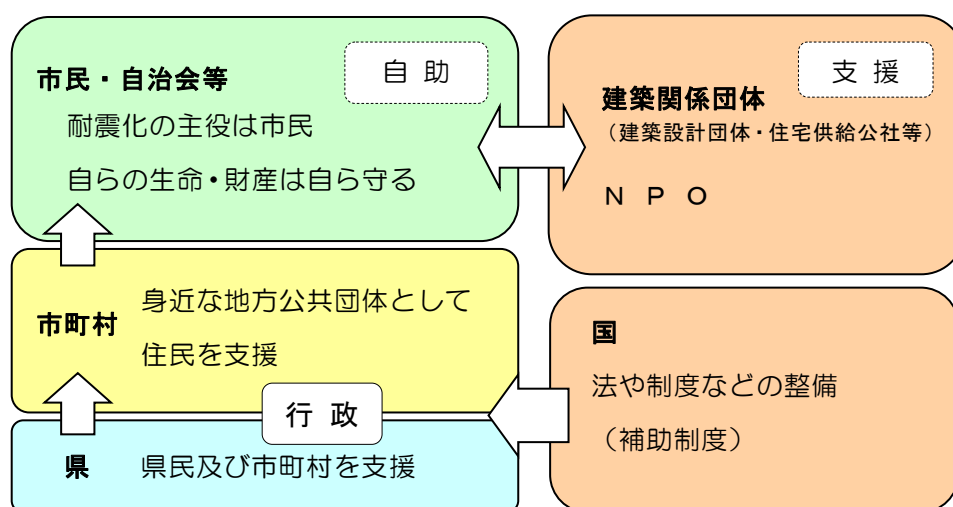 市民・自治会等
自 助
耐震化の主役は市民
自らの生命・財産は自ら守る
支 援
建築関係団体
（建築設計団体・住宅供給公社等）
Ｎ Ｐ Ｏ
市町村
身近な地方公共団体として
住民を支援
行 政
県
県民及び市町村を支援
国
法や制度などの整備
（補助制度）